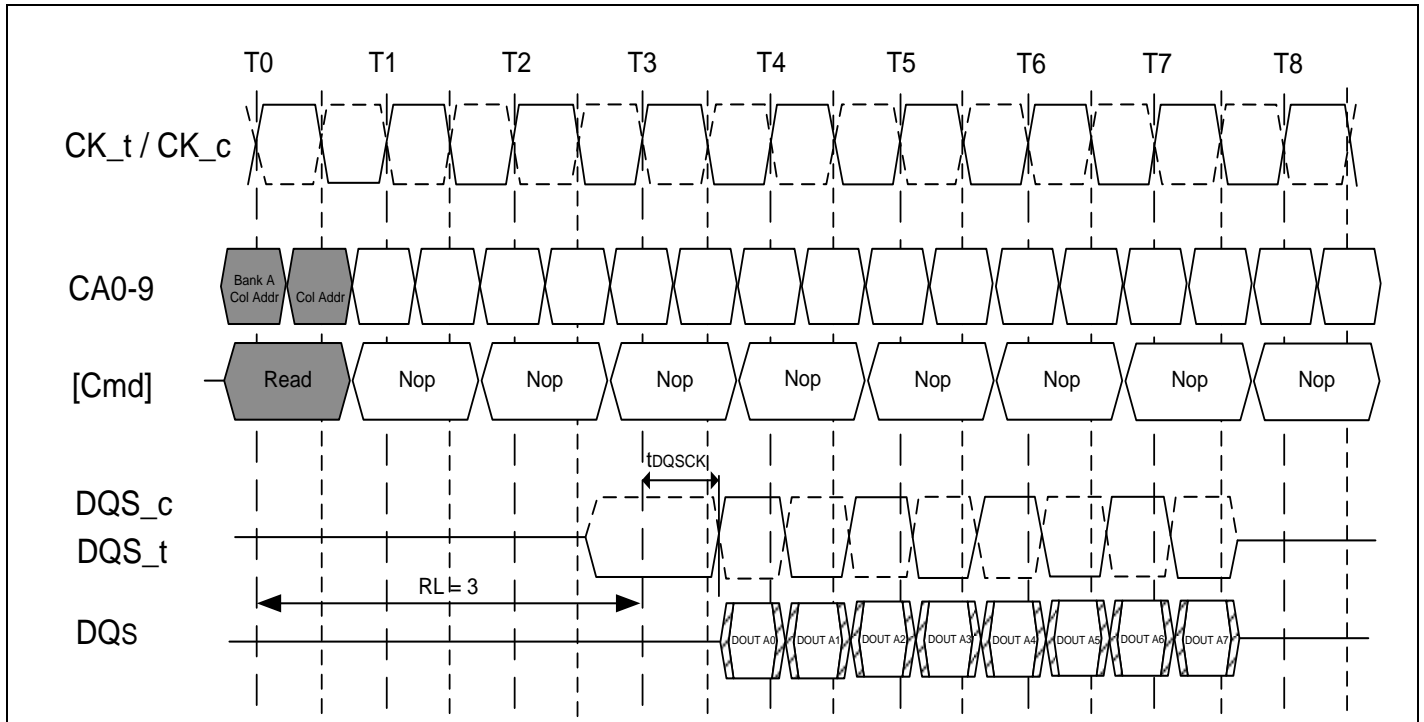 T0 T1 T2 T3 T4 T5 T6 T7 T8
CK_t / CK_c
CA0-9
Bank A
Col Addr
Col Addr
[Cmd]
Read Nop Nop Nop Nop Nop Nop Nop Nop
tDQSCK
DQS_c
DQS_t
RL = 3
DQs
DOUT A0 DOUT A1 DOUT A2 DOUT A3 DOUT A4 DOUT A5 DOUT A6 DOUT A7